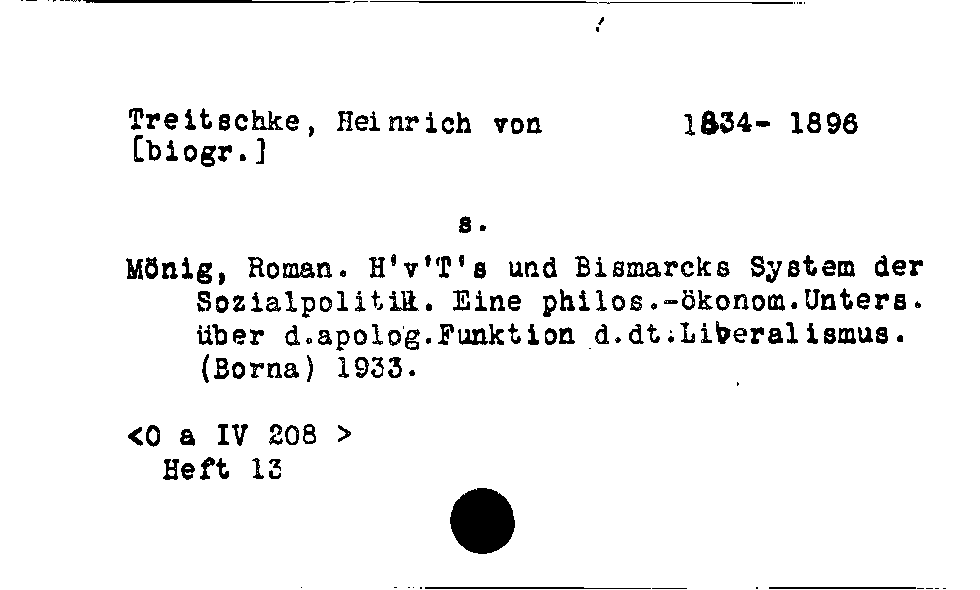 Treitschke, Heinrich von 1834- 1896
[biogr.]
s.
Mönig, Roman. H'v'T's und Bismarcks System der
Sozialpolitik. Eine philos.-ökonom.Unters.
über d.apolog.Funktion d.dt.Liberalismus.
(Borna) 1933.
<O a IV 208 >
Heft 13